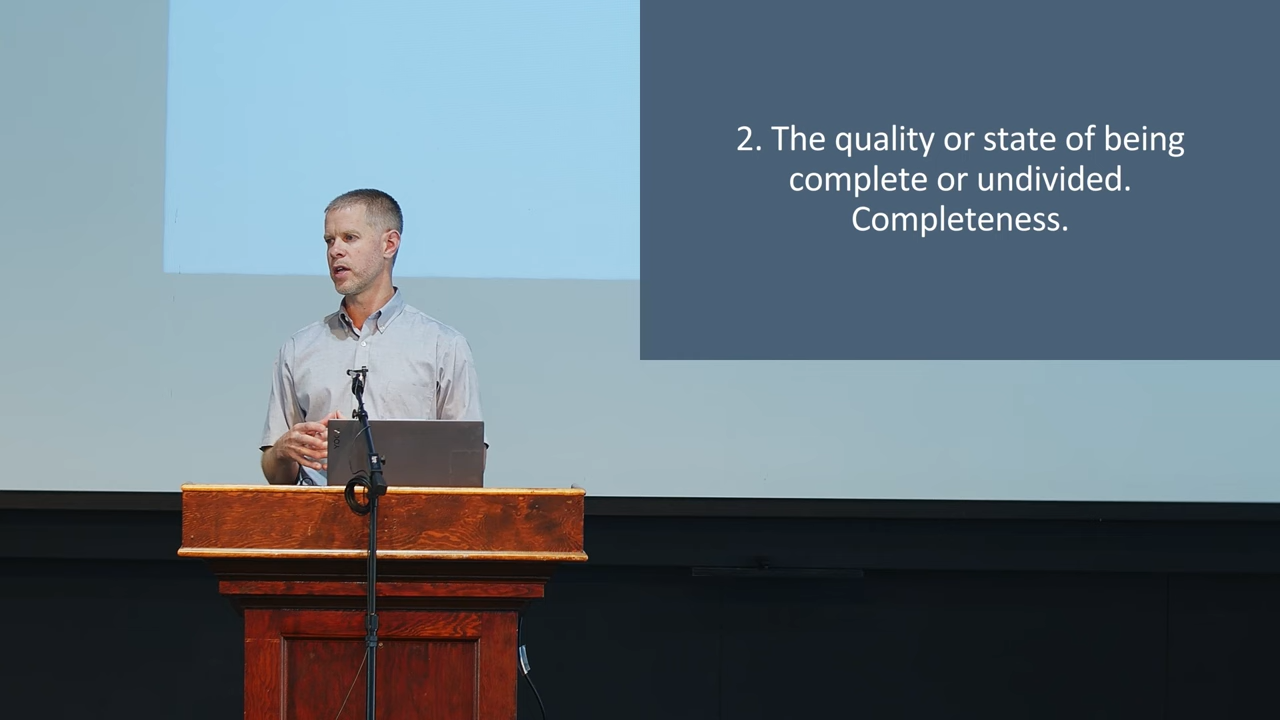 2. The quality or state of being
complete or undivided.
Completeness.